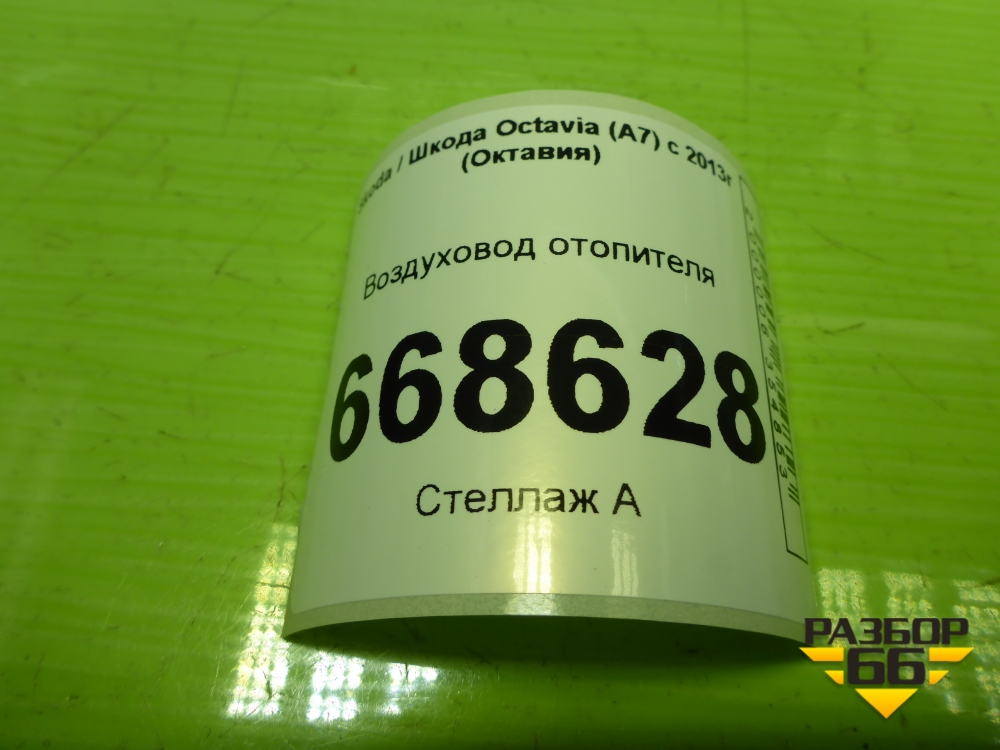 / Шкода Octavia (A7) с 2013г
(Октавия)
Воздуховод отопителя
668628
Стеллаж А
РАЗБОР
66